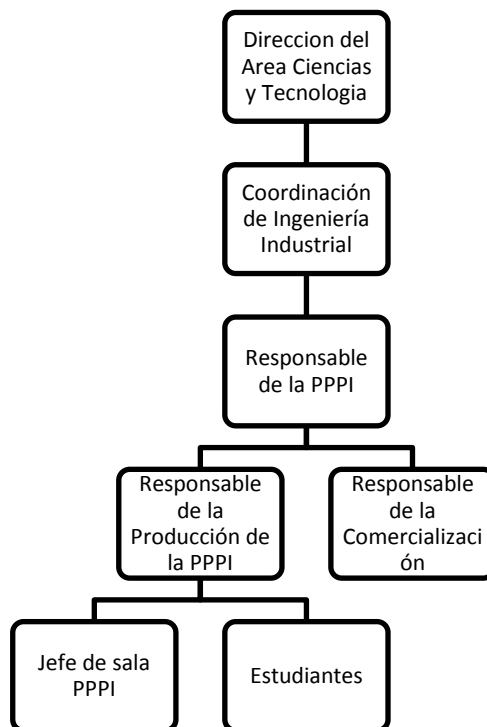 Direccion del
Area Ciencias
y Tecnologia
Coordinación
de Ingeniería
Industrial
Responsable
de la PPPI
Responsable
de la
Producción de
la PPPI
Responsable
de la
Comercializaci
ón
Jefe de sala
PPPI
Estudiantes